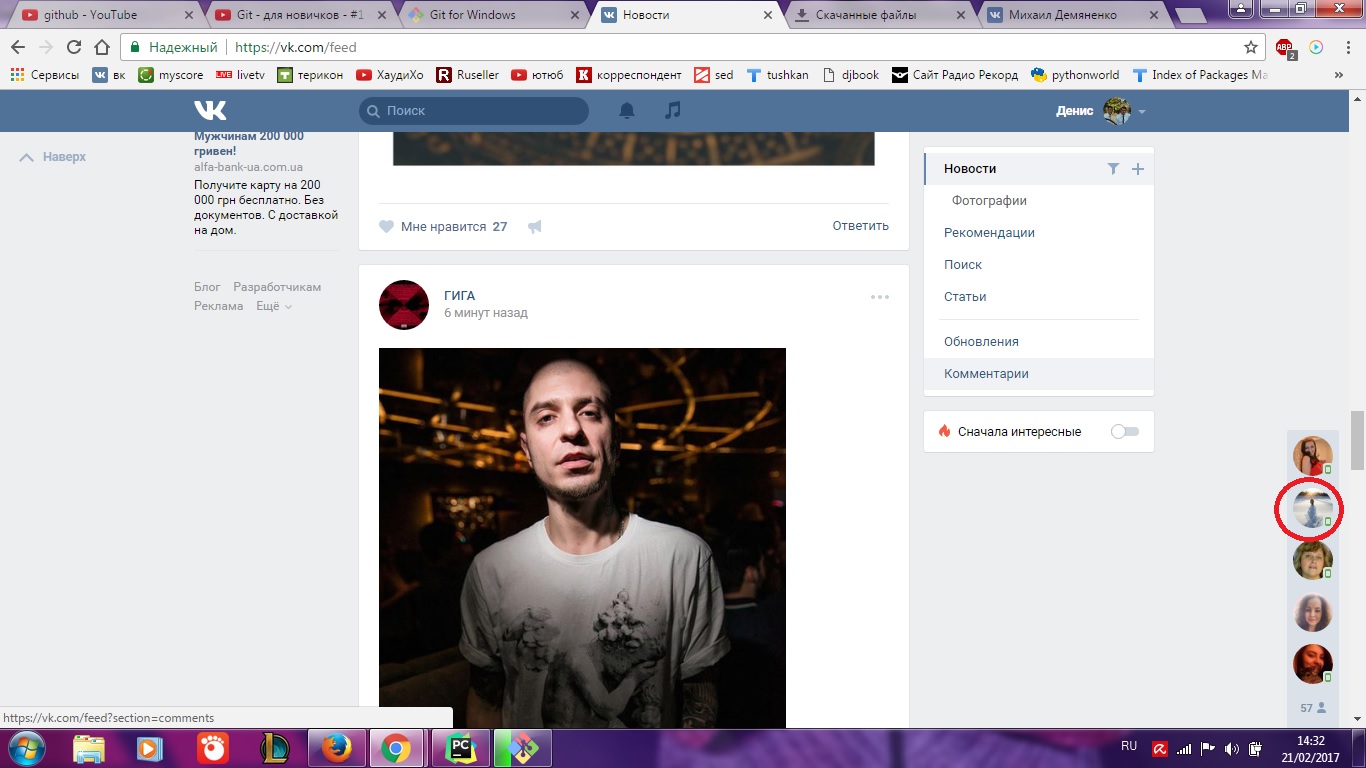 github - YouTube
Git - для новичков - #1
Git for Windows
Новости
Скачанные файлы
Михаил Демяненко
Надежный
https://vk.com/feed
ABP
2
Сервисы
вк
myscore
LIVE
livetv
терикон
ХаудиХо
Ruseller
ютюб
корреспондент
sed
tushkan
djbook
Сайт Радио Рекорд
pythonworld
Index of Packages Ma
»
Поиск
Денис
Наверх
Мужчинам 200 000
гривен!
alfa-bank-ua.com.ua
Получите карту на 200
000 грн бесплатно. Без
документов. С доставкой
на дом.
Блог Разработчикам
Реклама Ещё
Мне нравится 27
Ответить
ГИГА
6 минут назад
Новости
Фотографии
Рекомендации
Поиск
Статьи
Обновления
Комментарии
Сначала интересные
57
https://vk.com/feed?section=comments
PC
RU
14:32
21/02/2017